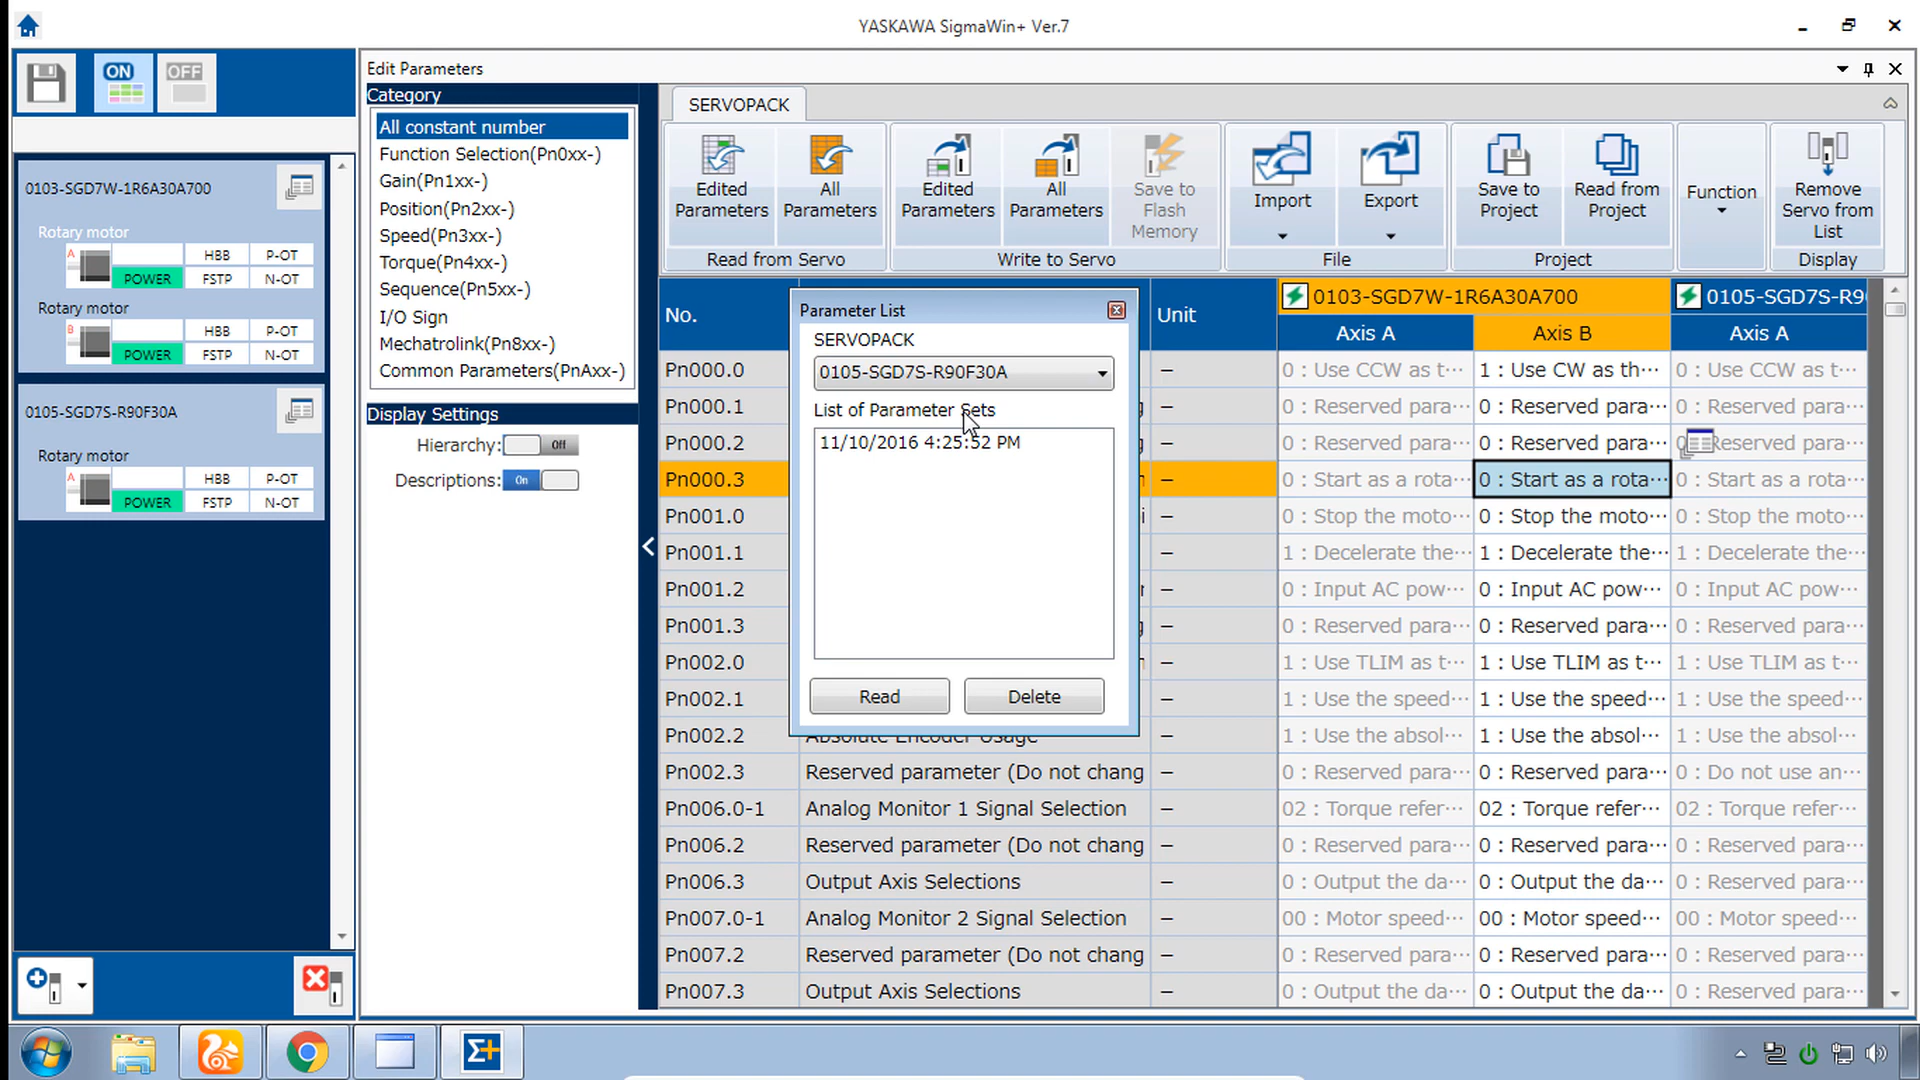 YASKAWA SigmaWin+ Ver.7
ON
OFF
0103-SGD7W-1R6A30A700
Rotary motor
A
HBB
P-OT
POWER
FSTP
N-OT
Rotary motor
B
HBB
P-OT
POWER
FSTP
N-OT
0105-SGD7S-R90F30A
Rotary motor
A
HBB
P-OT
POWER
FSTP
N-OT
Edit Parameters
Category
All constant number
Function Selection(Pn0xx-)
Gain(Pn1xx-)
Position(Pn2xx-)
Speed(Pn3xx-)
Torque(Pn4xx-)
Sequence(Pn5xx-)
I/O Sign
Mechatrolink(Pn8xx-)
Common Parameters(PnAxx-)
Display Settings
Hierarchy:
Off
Descriptions:
On
SERVOPACK
Edited Parameters
All Parameters
Read from Servo
Edited Parameters
All Parameters
Save to Flash Memory
Write to Servo
Import
Export
File
Save to Project
Read from Project
Project
Function
Remove Servo from List
Display
No.
Unit
0103-SGD7W-1R6A30A700
0105-SGD7S-R9
Axis A
Axis B
Axis A
Pn000.0 – 0 : Use CCW as t··· 1 : Use CW as th··· 0 : Use CCW as t···
Pn000.1 – 0 : Reserved para··· 0 : Reserved para··· 0 : Reserved para···
Pn000.2 – 0 : Reserved para··· 0 : Reserved para··· Reserved para···
Pn000.3 – 0 : Start as a rota··· 0 : Start as a rota··· 0 : Start as a rota···
Pn001.0 – 0 : Stop the moto··· 0 : Stop the moto··· 0 : Stop the moto···
Pn001.1 – 1 : Decelerate the··· 1 : Decelerate the··· 1 : Decelerate the···
Pn001.2 – 0 : Input AC pow··· 0 : Input AC pow··· 0 : Input AC pow···
Pn001.3 – 0 : Reserved para··· 0 : Reserved para··· 0 : Reserved para···
Pn002.0 – 1 : Use TLIM as t··· 1 : Use TLIM as t··· 1 : Use TLIM as t···
Pn002.1 – 1 : Use the speed··· 1 : Use the speed··· 1 : Use the speed···
Pn002.2 Absolute Encoder Usage – 1 : Use the absol··· 1 : Use the absol··· 1 : Use the absol···
Pn002.3 Reserved parameter (Do not chang – 0 : Reserved para··· 0 : Reserved para··· 0 : Do not use an···
Pn006.0-1 Analog Monitor 1 Signal Selection – 02 : Torque refer··· 02 : Torque refer··· 02 : Torque refer···
Pn006.2 Reserved parameter (Do not chang – 0 : Reserved para··· 0 : Reserved para··· 0 : Reserved para···
Pn006.3 Output Axis Selections – 0 : Output the da··· 0 : Output the da··· 0 : Reserved para···
Pn007.0-1 Analog Monitor 2 Signal Selection – 00 : Motor speed··· 00 : Motor speed··· 00 : Motor speed···
Pn007.2 Reserved parameter (Do not chang – 0 : Reserved para··· 0 : Reserved para··· 0 : Reserved para···
Pn007.3 Output Axis Selections – 0 : Output the da··· 0 : Output the da··· 0 : Reserved para···
Parameter List
SERVOPACK
0105-SGD7S-R90F30A
List of Parameter Sets
11/10/2016 4:25:52 PM
Read
Delete